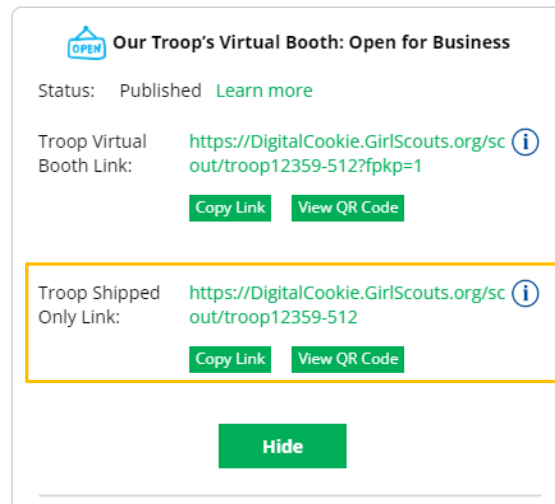 OPEN Our Troop's Virtual Booth: Open for Business
Status: Published Learn more
Troop Virtual https://DigitalCookie.GirlScouts.org/sc i
Booth Link: out/troop12359-512?fpkp=1
Copy Link View QR Code
Troop Shipped https://DigitalCookie.GirlScouts.org/sc i
Only Link: out/troop12359-512
Copy Link View QR Code
Hide